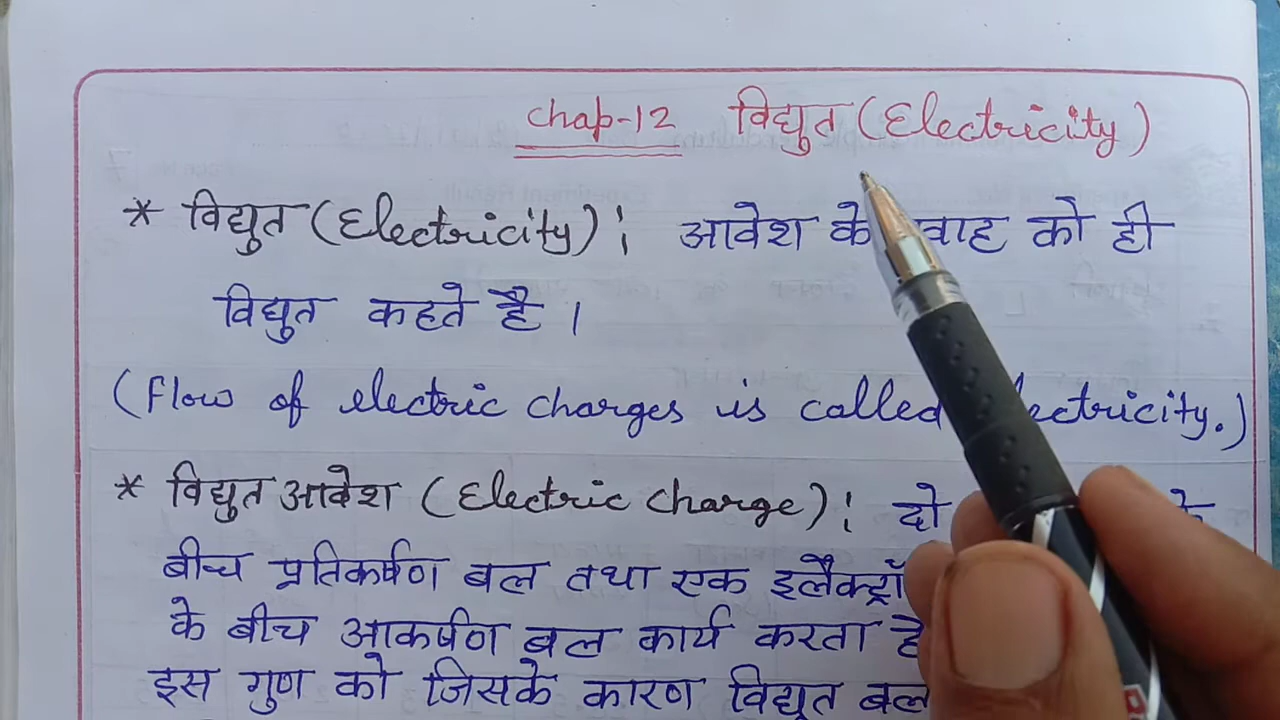 Chap-12 विद्युत (Electricity)
* विद्युत (Electricity) : आवेश के वाह को ही
विद्युत कहते है ।
(Flow of electric charges is called lectricity.)
* विद्युत आवेश (Electric Charge) : दो के
बीच प्रतिकर्षण बल तथा एक इलैक्ट्रॉ
के बीच आकर्षण बल कार्य करता है
इस गुण को जिसके कारण विद्युत बल